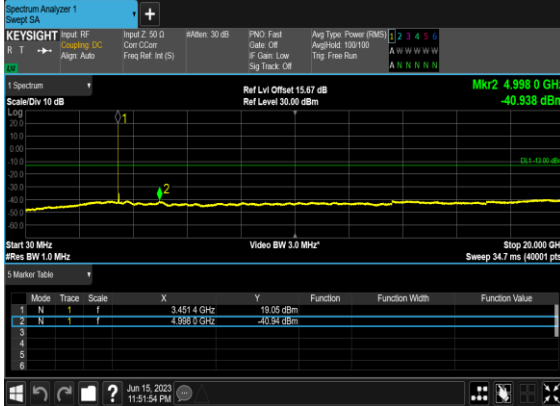 Spectrum Analyzer 1
Swept SA
+
KEYSIGHT Input: RF Input Z: 50 Ω #Atten: 30 dB PNO: Fast Avg Type: Power (RMS) 1 2 3 4 5 6
R T Coupling: DC Corr CCorr Gate: Off Avg|Hold: 100/100 A W W W W W
Align: Auto Freq Ref: Int (S) IF Gain: Low Trig: Free Run
Sig Track: Off A N N N N N
1 Spectrum
Scale/Div 10 dB
Ref Lvl Offset 15.67 dB
Ref Level 30.00 dBm
Mkr2 4.998 0 GHz
-40.938 dBm
Log
20.0
10.0
0.00
-10.0
-20.0
-30.0
-40.0
-50.0
-60.0
1
2
DL1 -13.00 dBm
Start 30 MHz Video BW 3.0 MHz* Stop 20.000 GHz
#Res BW 1.0 MHz Sweep 34.7 ms (40001 pts)
5 Marker Table
Mode Trace Scale X Y Function Function Width Function Value
1 N 1 f 3.451 4 GHz 19.05 dBm
2 N 1 f 4.998 0 GHz -40.94 dBm
3
4
5
6
?
Jun 15, 2023
11:51:54 PM